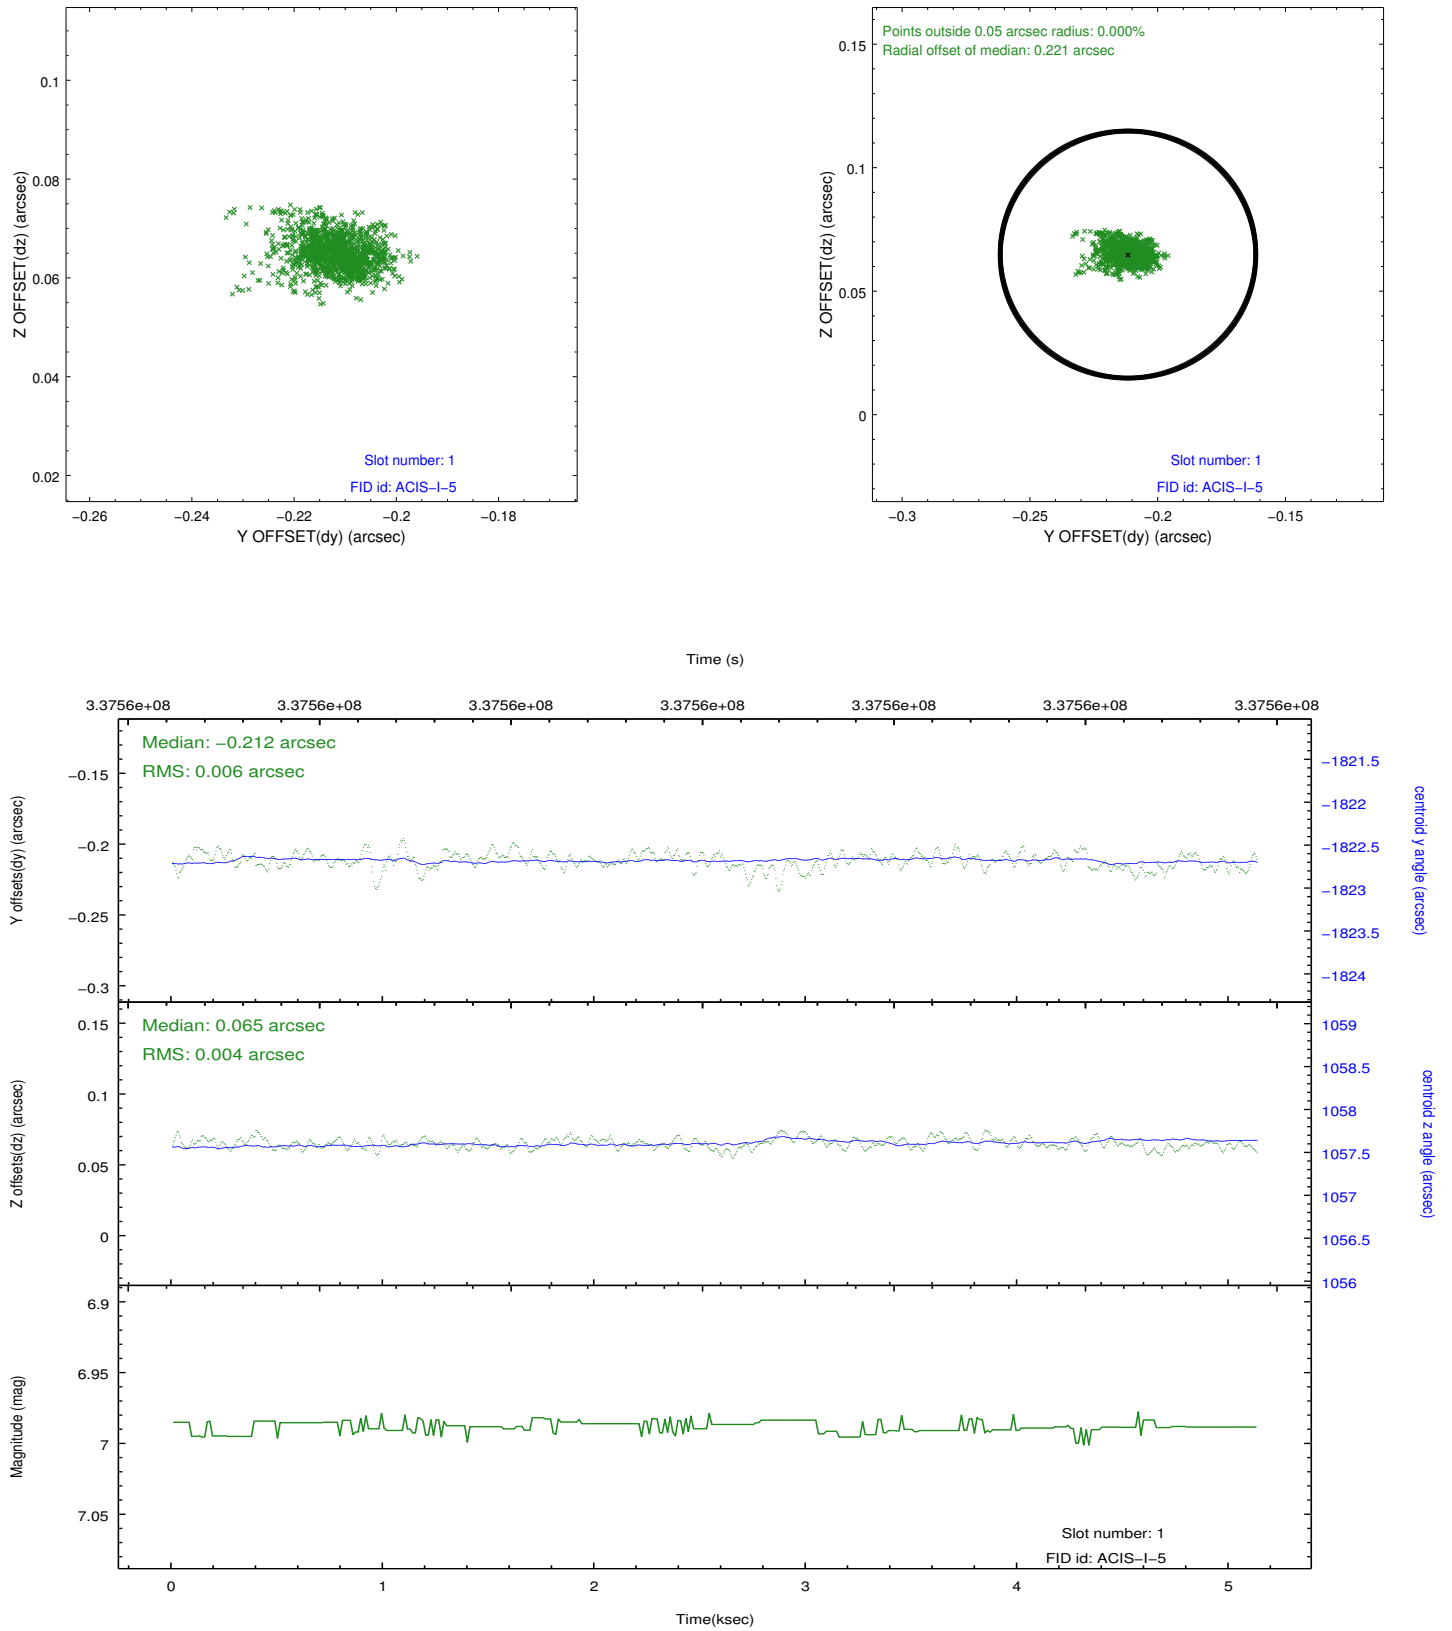 0.1
0.08
0.06
0.04
0.02
Z OFFSET(dz) (arcsec)
Slot number: 1
FID id: ACIS−I−5
−0.26
−0.24
−0.22
−0.2
−0.18
Y OFFSET(dy) (arcsec)
Points outside 0.05 arcsec radius: 0.000%
Radial offset of median: 0.221 arcsec
0.15
0.1
0.05
0
Z OFFSET(dz) (arcsec)
Slot number: 1
FID id: ACIS−I−5
−0.3
−0.25
−0.2
−0.15
Y OFFSET(dy) (arcsec)
Time (s)
3.3756e+08
3.3756e+08
3.3756e+08
3.3756e+08
3.3756e+08
3.3756e+08
3.3756e+08
Median: −0.212 arcsec
RMS: 0.006 arcsec
−0.15
−0.2
−0.25
−0.3
Y offsets(dy) (arcsec)
−1821.5
−1822
−1822.5
−1823
−1823.5
−1824
centroid y angle (arcsec)
Median: 0.065 arcsec
RMS: 0.004 arcsec
0.15
0.1
0.05
0
Z offsets(dz) (arcsec)
1059
1058.5
1058
1057.5
1057
1056.5
1056
centroid z angle (arcsec)
6.9
6.95
7
7.05
Magnitude (mag)
Slot number: 1
FID id: ACIS−I−5
0
1
2
3
4
5
Time(ksec)